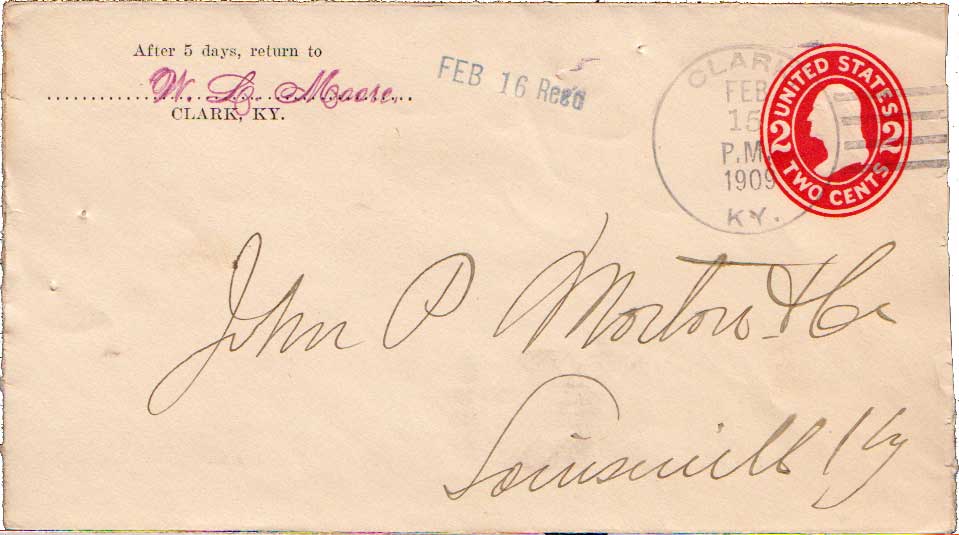 After 5 days, return to
W. L. Moore,
CLARK, KY.
FEB 16 Rec'd
CLARK
FEB
15
P.M.
1909
KY.
UNITED STATES
2 2
TWO CENTS
John P Morton & Co
Louisville Ky